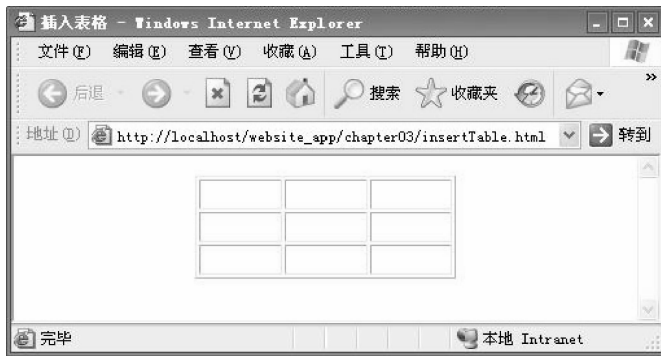 插入表格 - Windows Internet Explorer
文件(F) 编辑(E) 查看(V) 收藏(A) 工具(T) 帮助(H)
后退 搜索 收藏夹 »
地址(D) http://localhost/website_app/chapter03/insertTable.html 转到
完毕 本地 Intranet